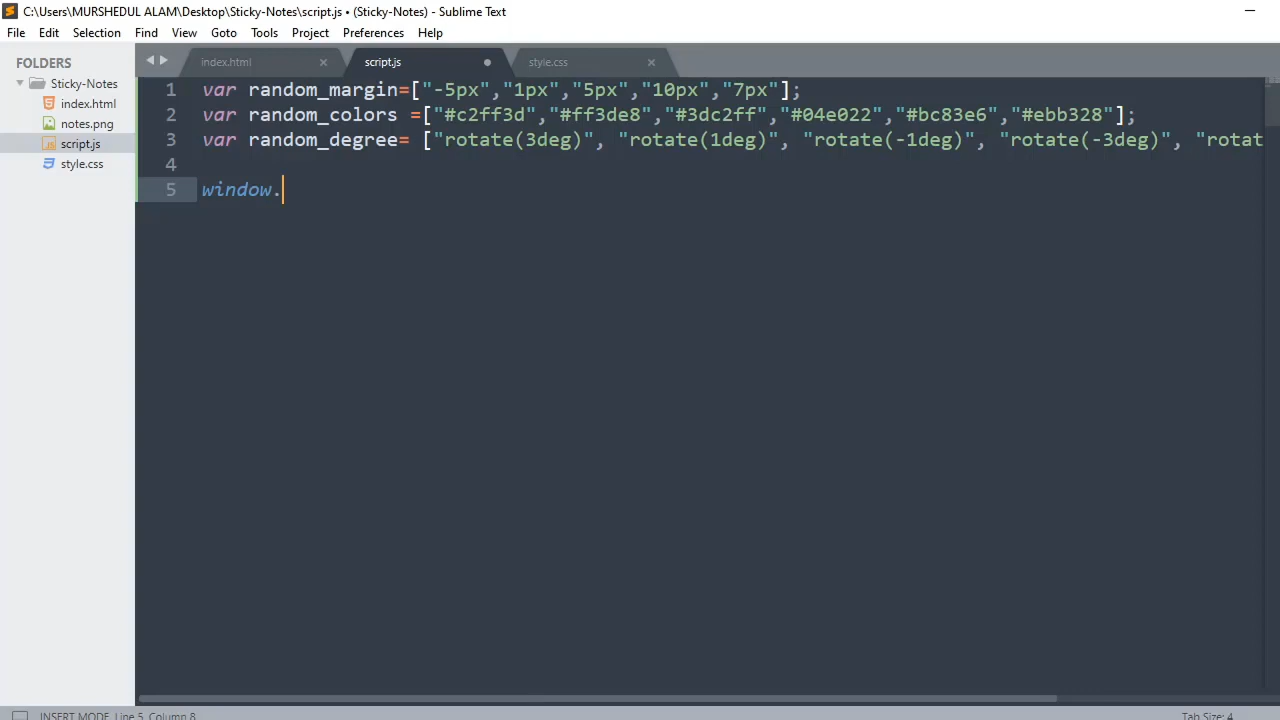 C:\Users\MURSHEDUL ALAM\Desktop\Sticky-Notes\script.js • (Sticky-Notes) - Sublime Text
File Edit Selection Find View Goto Tools Project Preferences Help
FOLDERS
Sticky-Notes
index.html
notes.png
script.js
style.css
index.html script.js style.css
1 var random_margin=["-5px","1px","5px","10px","7px"];
2 var random_colors =["#c2ff3d","#ff3de8","#3dc2ff","#04e022","#bc83e6","#ebb328"];
3 var random_degree= ["rotate(3deg)", "rotate(1deg)", "rotate(-1deg)", "rotate(-3deg)", "rotat
4
5 window.
INSERT MODE, Line 5, Column 8 Tab Size: 4